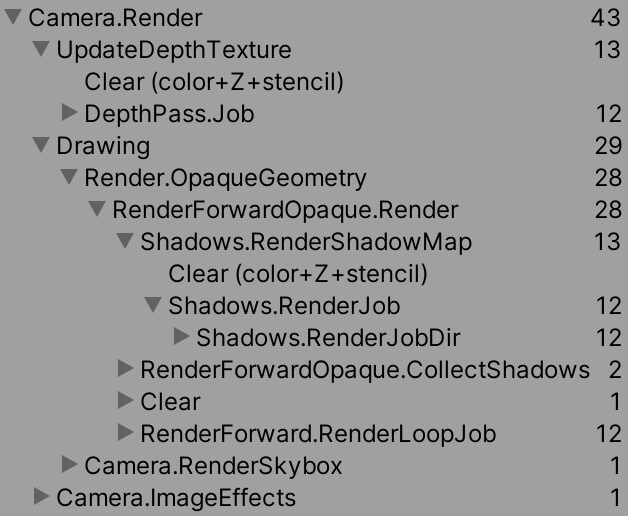 Camera.Render 43
UpdateDepthTexture 13
Clear (color+Z+stencil)
DepthPass.Job 12
Drawing 29
Render.OpaqueGeometry 28
RenderForwardOpaque.Render 28
Shadows.RenderShadowMap 13
Clear (color+Z+stencil)
Shadows.RenderJob 12
Shadows.RenderJobDir 12
RenderForwardOpaque.CollectShadows 2
Clear 1
RenderForward.RenderLoopJob 12
Camera.RenderSkybox 1
Camera.ImageEffects 1